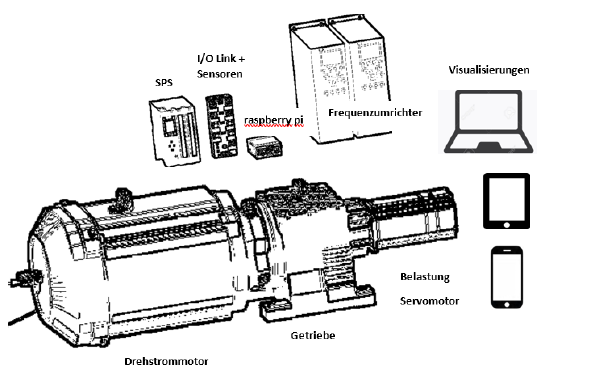 I/O Link +
Sensoren
SPS
raspberry pi
Frequenzumrichter
Visualisierungen
Belastung
Servomotor
Getriebe
Drehstrommotor